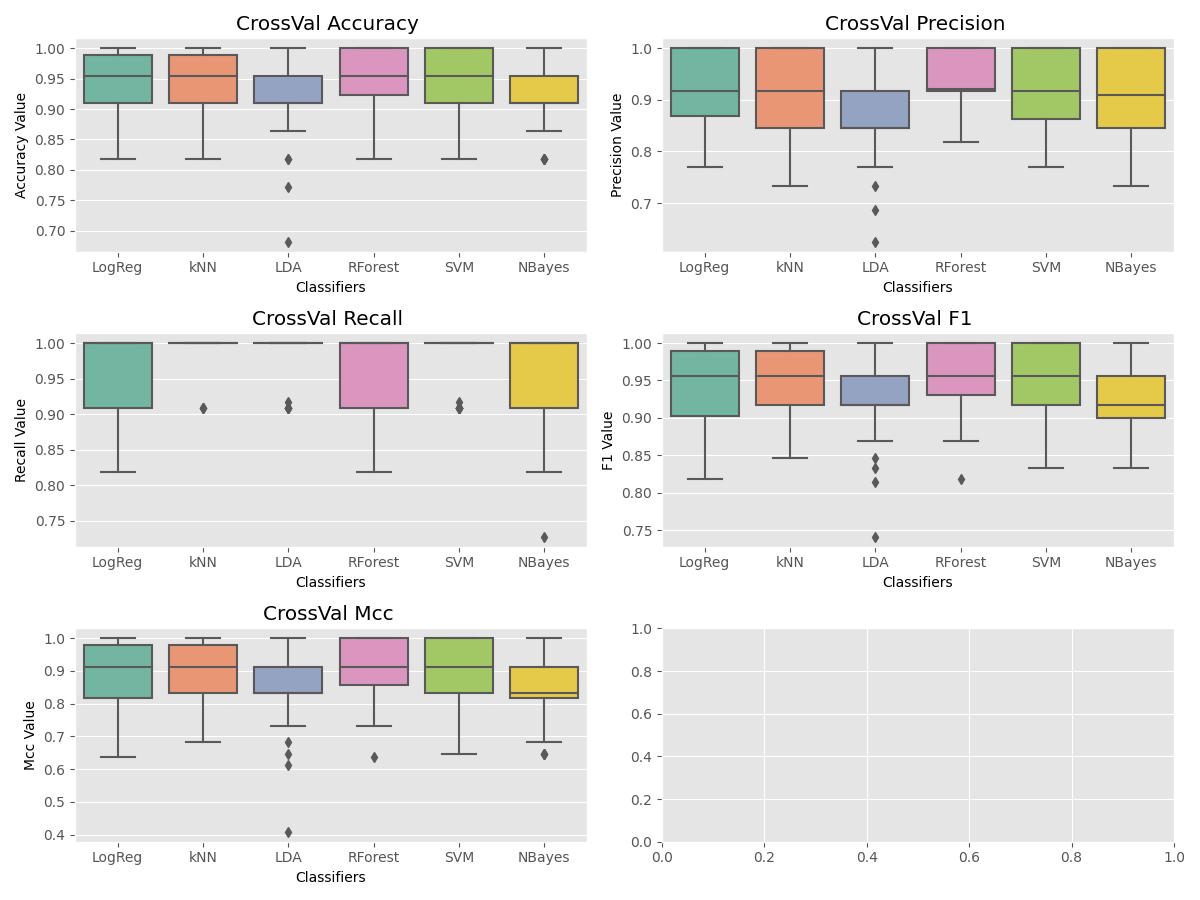 CrossVal Accuracy
1.00
0.95
0.90
0.85
0.80
0.75
0.70
Accuracy Value
LogReg kNN LDA RForest SVM NBayes
Classifiers
CrossVal Precision
1.0
0.9
0.8
0.7
Precision Value
LogReg kNN LDA RForest SVM NBayes
Classifiers
CrossVal Recall
1.00
0.95
0.90
0.85
0.80
0.75
Recall Value
LogReg kNN LDA RForest SVM NBayes
Classifiers
CrossVal F1
1.00
0.95
0.90
0.85
0.80
0.75
F1 Value
LogReg kNN LDA RForest SVM NBayes
Classifiers
CrossVal Mcc
1.0
0.9
0.8
0.7
0.6
0.5
0.4
Mcc Value
LogReg kNN LDA RForest SVM NBayes
Classifiers
1.0
0.8
0.6
0.4
0.2
0.0
0.0 0.2 0.4 0.6 0.8 1.0